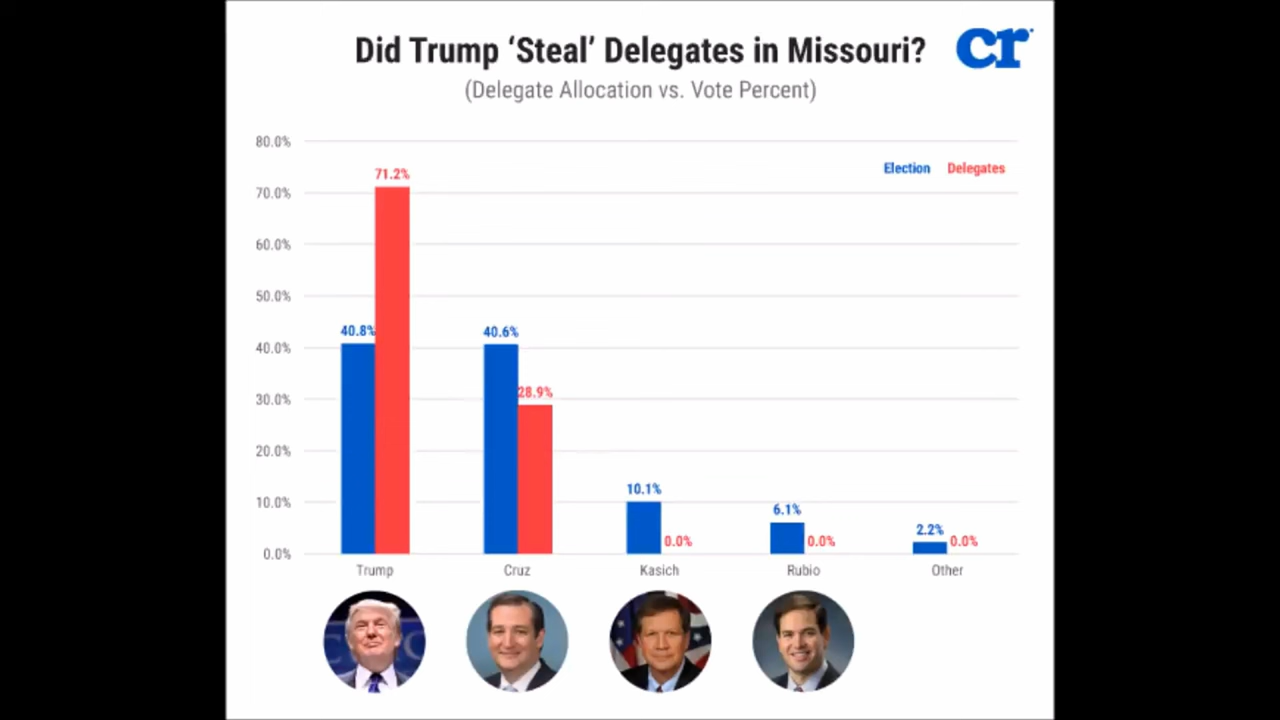 Did Trump ‘Steal’ Delegates in Missouri?
cr
(Delegate Allocation vs. Vote Percent)
80.0%
Election Delegates
71.2%
70.0%
60.0%
50.0%
40.8% 40.6%
40.0%
28.9%
30.0%
20.0%
10.1%
10.0%
6.1%
2.2%
0.0% 0.0% 0.0%
0.0%
Trump Cruz Kasich Rubio Other